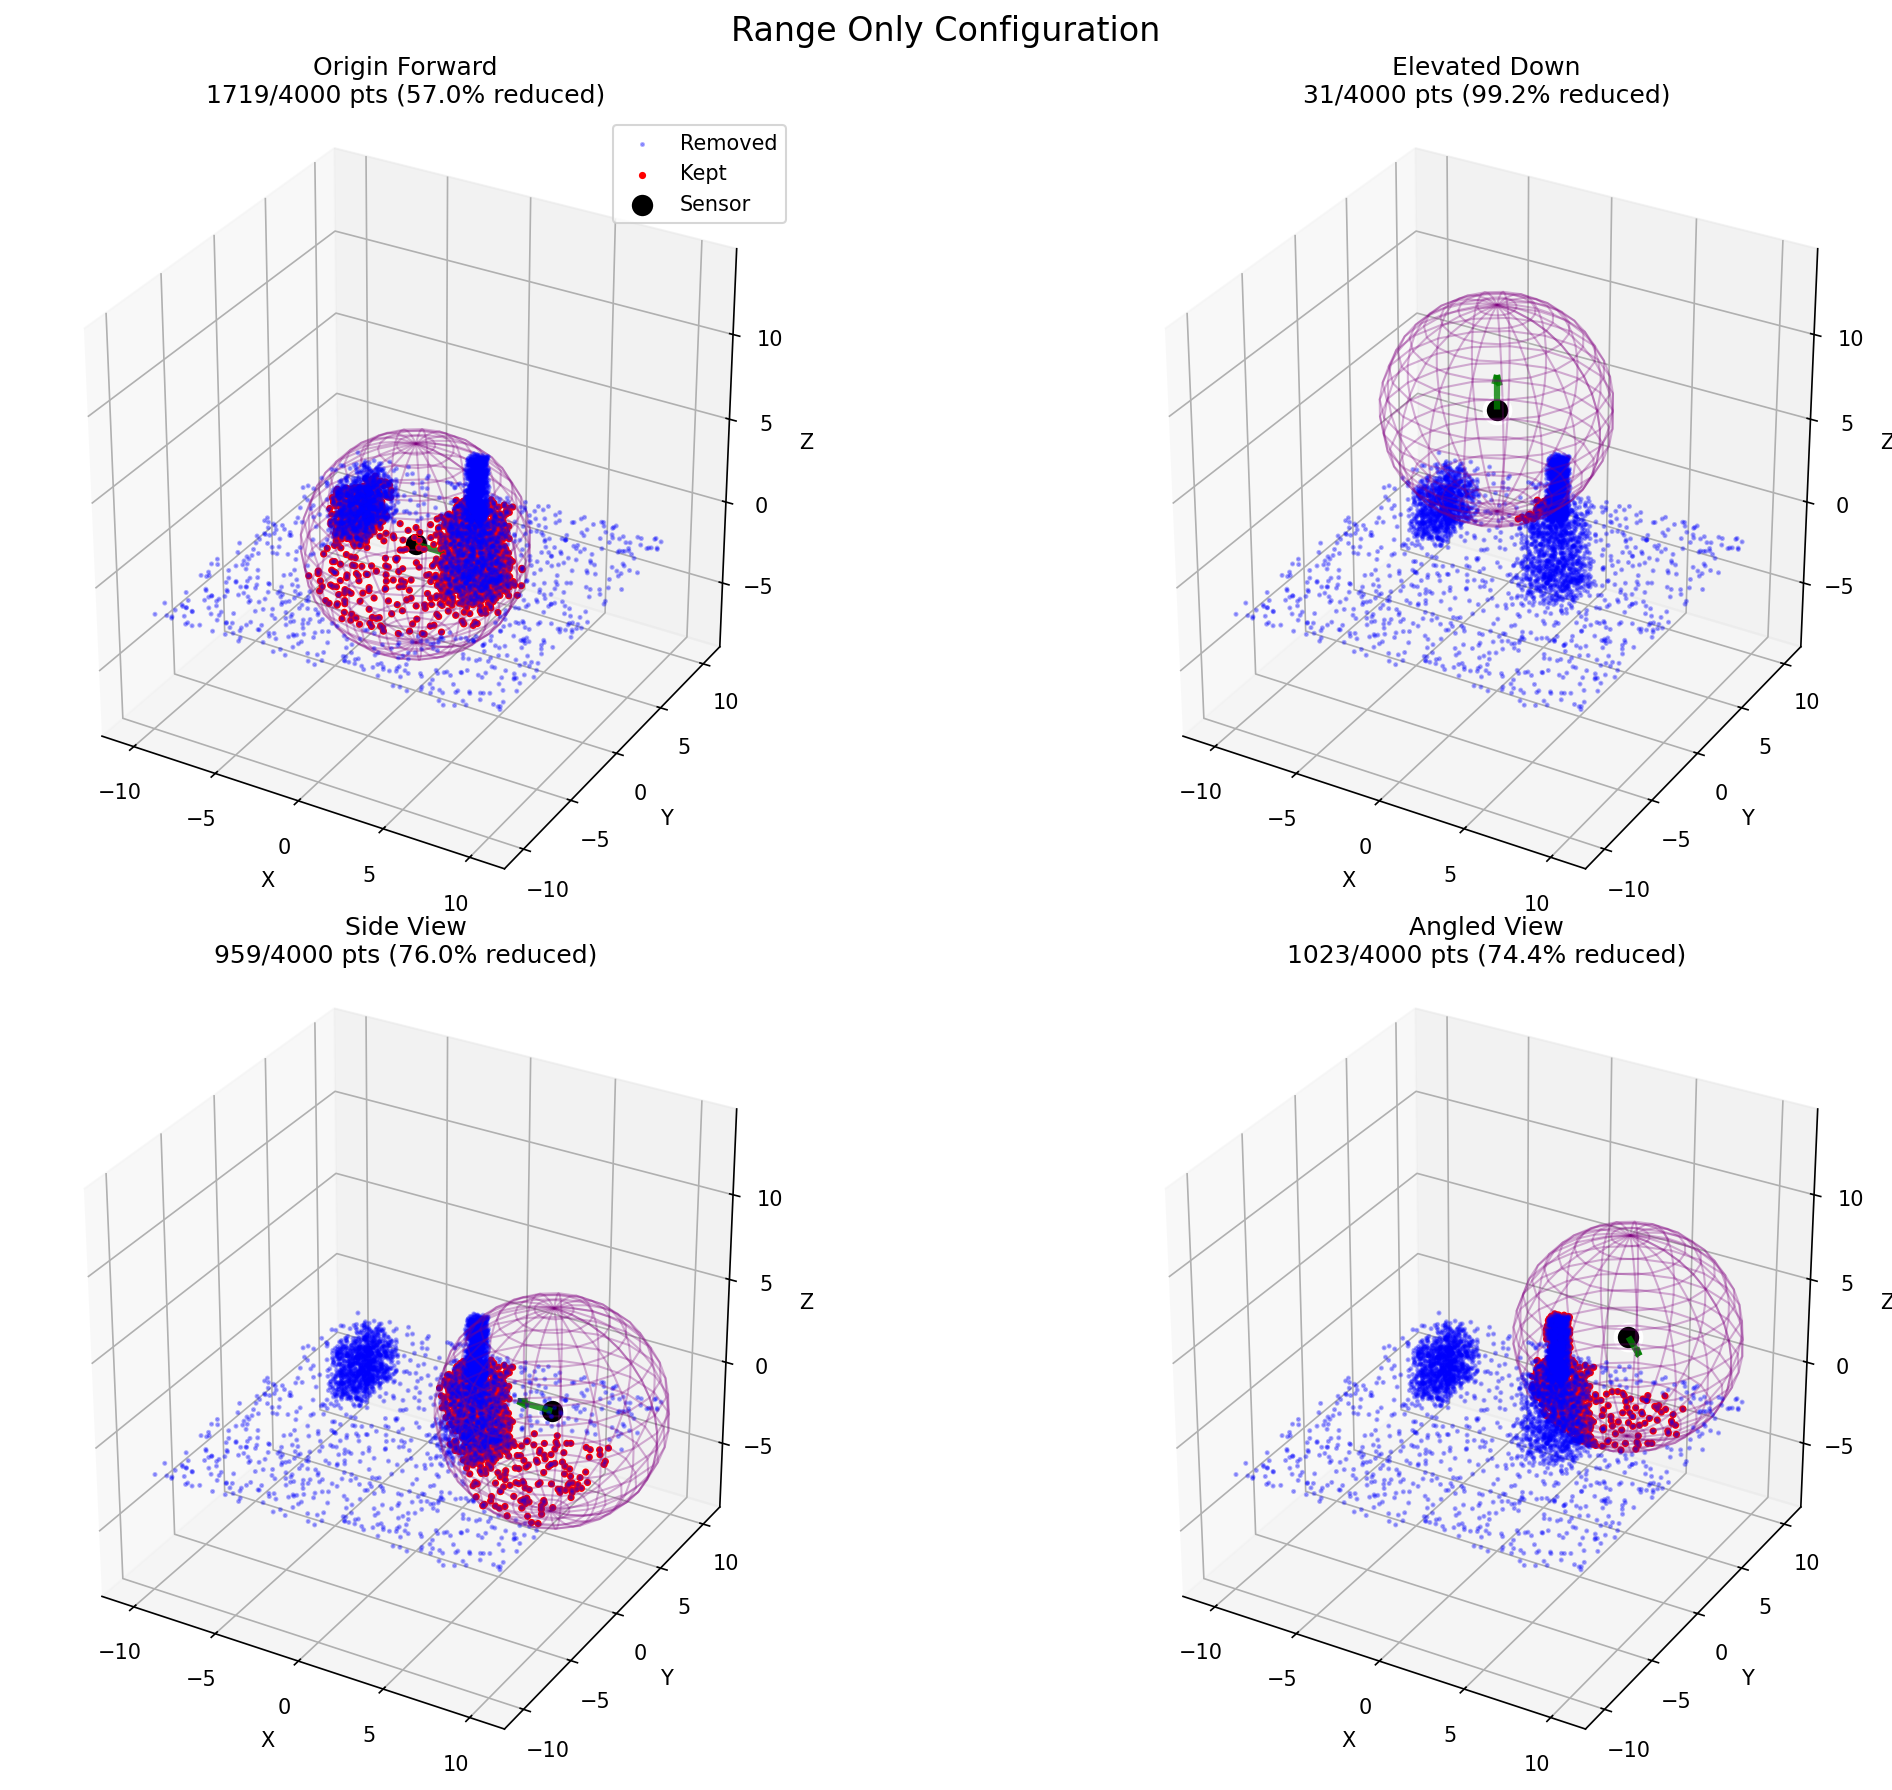 Range Only Configuration
Origin Forward
1719/4000 pts (57.0% reduced)
Removed
Kept
Sensor
10
5
0
−5
Z
10
5
0
−5
−10
Y
−10
−5
0
5
10
X
Elevated Down
31/4000 pts (99.2% reduced)
10
5
0
−5
Z
10
5
0
−5
−10
Y
−10
−5
0
5
10
X
Side View
959/4000 pts (76.0% reduced)
10
5
0
−5
Z
10
5
0
−5
−10
Y
−10
−5
0
5
10
X
Angled View
1023/4000 pts (74.4% reduced)
10
5
0
−5
Z
10
5
0
−5
−10
Y
−10
−5
0
5
10
X